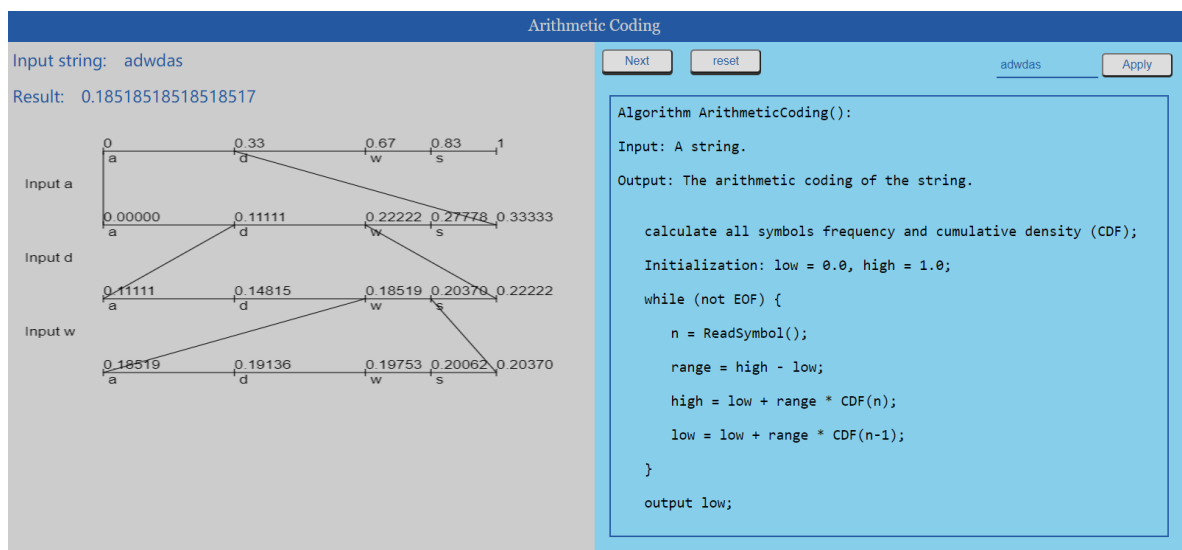 Arithmetic Coding
Input string: adwdas
Result: 0.18518518518518517
0 0.33 0.67 0.83 1
a d w s
Input a
0.00000 0.11111 0.22222 0.27778 0.33333
a d w s
Input d
0.11111 0.14815 0.18519 0.20370 0.22222
a d w s
Input w
0.18519 0.19136 0.19753 0.20062 0.20370
a d w s
Next reset adwdas Apply
Algorithm ArithmeticCoding():
Input: A string.
Output: The arithmetic coding of the string.
calculate all symbols frequency and cumulative density (CDF);
Initialization: low = 0.0, high = 1.0;
while (not EOF) {
n = ReadSymbol();
range = high - low;
high = low + range * CDF(n);
low = low + range * CDF(n-1);
}
output low;